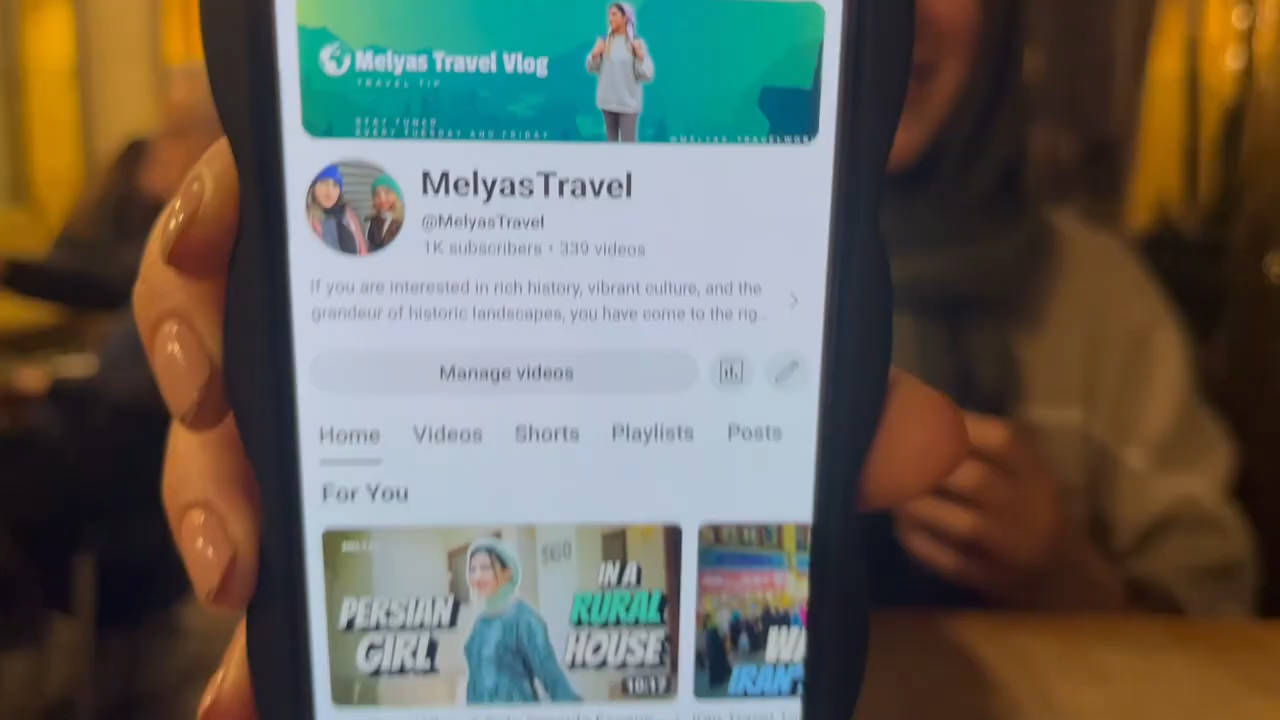 Melyas Travel Vlog
TRAVEL TIP
STAY TUNED
EVERY TUESDAY AND FRIDAY
MelyasTravel
@MelyasTravel
1K subscribers • 339 videos
If you are interested in rich history, vibrant culture, and the
grandeur of historic landscapes, you have come to the rig...
Manage videos
Home Videos Shorts Playlists Posts
For You
PERSIAN
GIRL
IN A
RURAL
HOUSE
10:17
WA
IRAN'